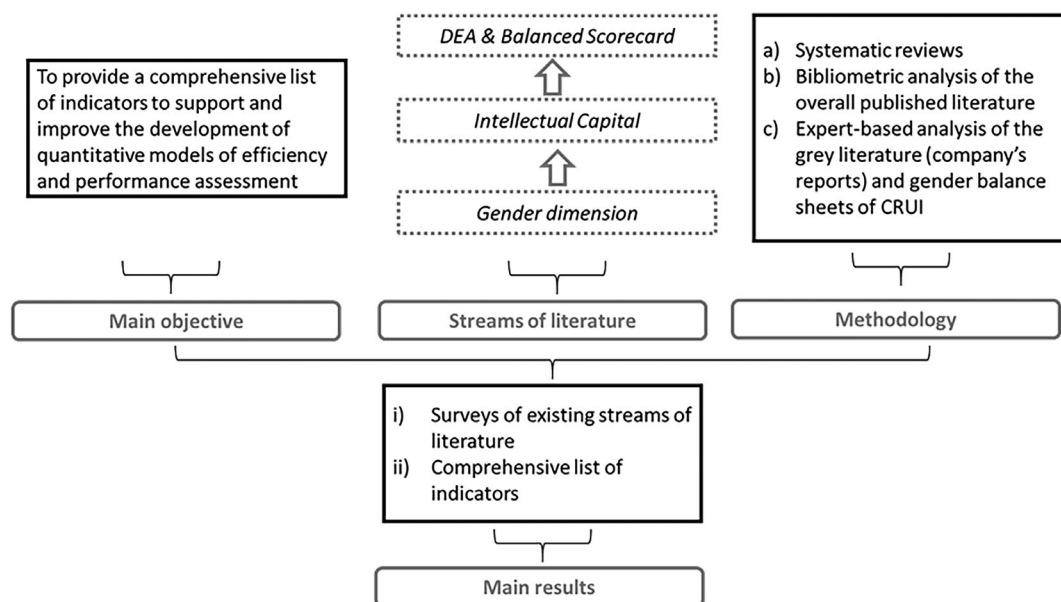 To provide a comprehensive list
of indicators to support and
improve the development of
quantitative models of efficiency
and performance assessment
DEA & Balanced Scorecard
Intellectual Capital
Gender dimension
a) Systematic reviews
b) Bibliometric analysis of the
overall published literature
c) Expert-based analysis of the
grey literature (company's
reports) and gender balance
sheets of CRUI
Main objective
Streams of literature
Methodology
i) Surveys of existing streams of
literature
ii) Comprehensive list of
indicators
Main results